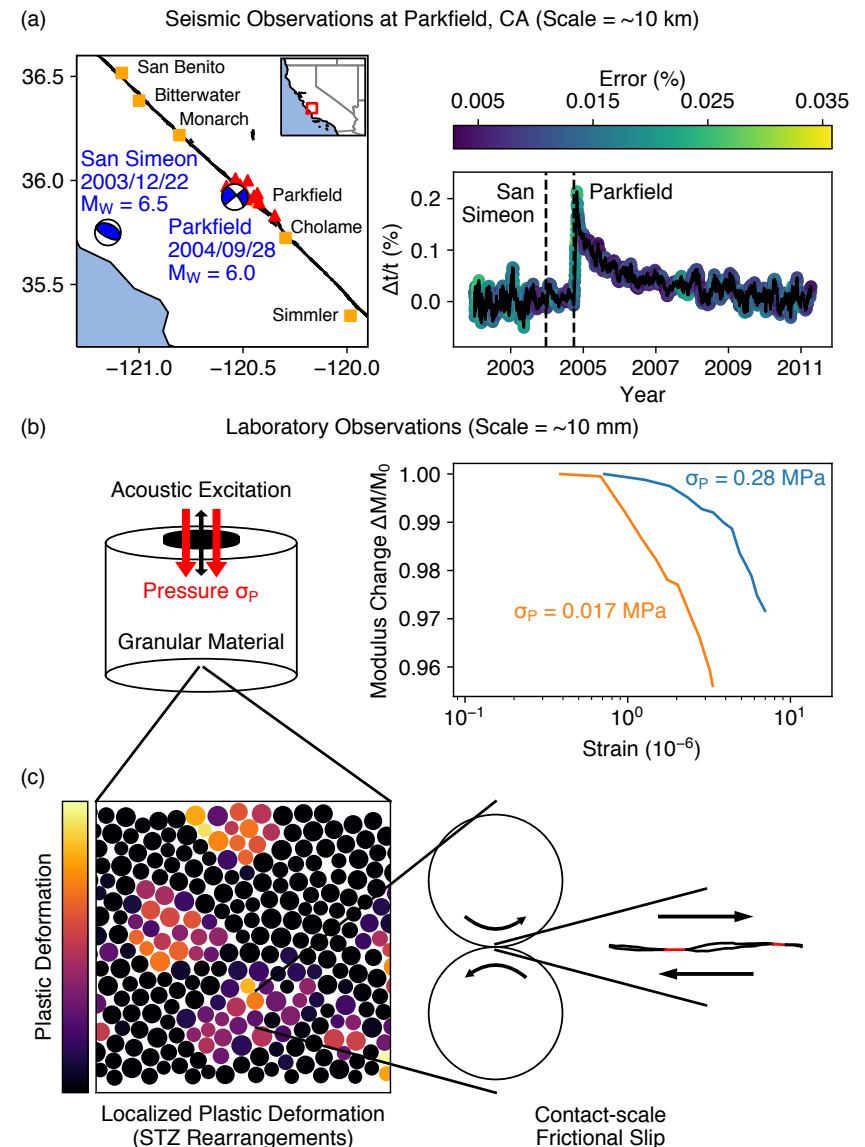 (a) Seismic Observations at Parkfield, CA (Scale = ~10 km)
36.5
36.0
35.5
−121.0
−120.5
−120.0
San Benito
Bitterwater
Monarch
San Simeon
2003/12/22
M_W = 6.5
Parkfield
Parkfield
2004/09/28
M_W = 6.0
Cholame
Simmler
Error (%)
0.005
0.015
0.025
0.035
San
Simeon
Parkfield
Δt/t (%)
0.2
0.1
0.0
2003
2005
2007
2009
2011
Year
(b) Laboratory Observations (Scale = ~10 mm)
Acoustic Excitation
Pressure σ_P
Granular Material
Modulus Change ΔM/M_0
1.00
0.99
0.98
0.97
0.96
σ_P = 0.28 MPa
σ_P = 0.017 MPa
10^−1
10^0
10^1
Strain (10^−6)
(c)
Plastic Deformation
Localized Plastic Deformation
(STZ Rearrangements)
Contact-scale
Frictional Slip